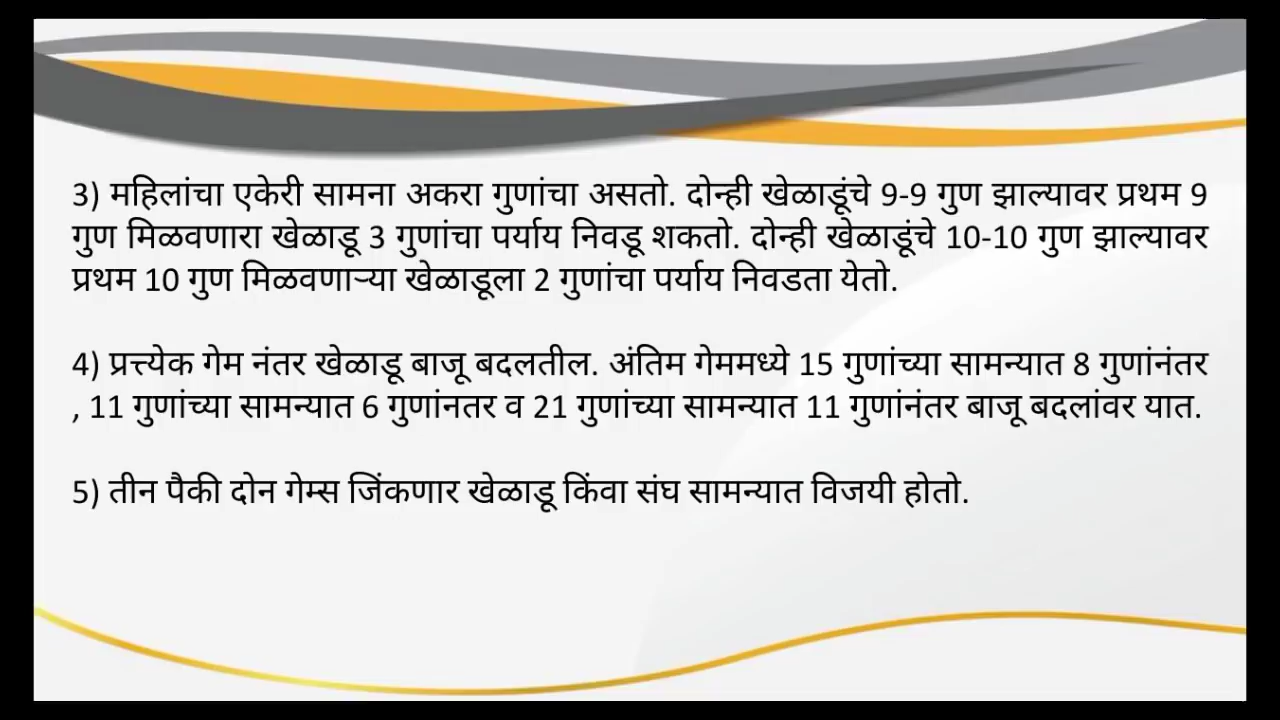 3) महिलांचा एकेरी सामना अकरा गुणांचा असतो. दोन्ही खेळाडूंचे 9-9 गुण झाल्यावर प्रथम 9
गुण मिळवणारा खेळाडू 3 गुणांचा पर्याय निवडू शकतो. दोन्ही खेळाडूंचे 10-10 गुण झाल्यावर
प्रथम 10 गुण मिळवणाऱ्या खेळाडूला 2 गुणांचा पर्याय निवडता येतो.
4) प्रत्त्येक गेम नंतर खेळाडू बाजू बदलतील. अंतिम गेममध्ये 15 गुणांच्या सामन्यात 8 गुणांनंतर
, 11 गुणांच्या सामन्यात 6 गुणांनतर व 21 गुणांच्या सामन्यात 11 गुणांनंतर बाजू बदलांवर यात.
5) तीन पैकी दोन गेम्स जिंकणार खेळाडू किंवा संघ सामन्यात विजयी होतो.